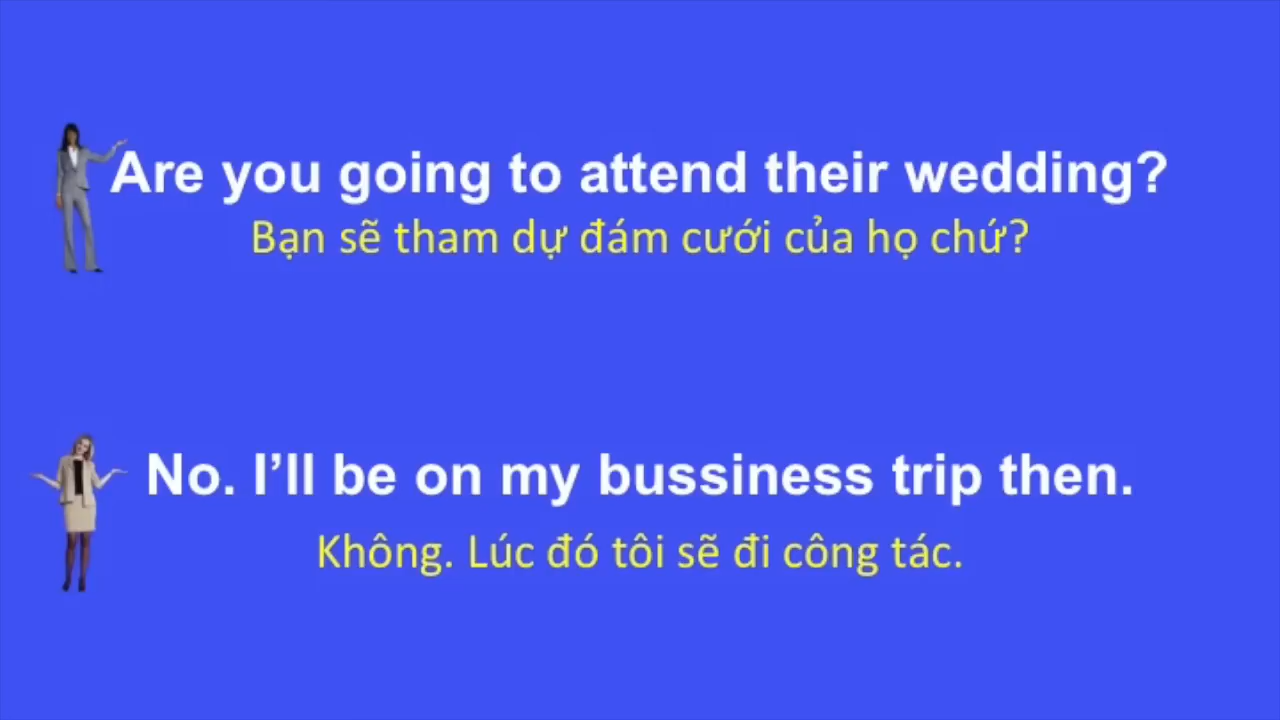 Are you going to attend their wedding?
Bạn sẽ tham dự đám cưới của họ chứ?
No. I’ll be on my bussiness trip then.
Không. Lúc đó tôi sẽ đi công tác.